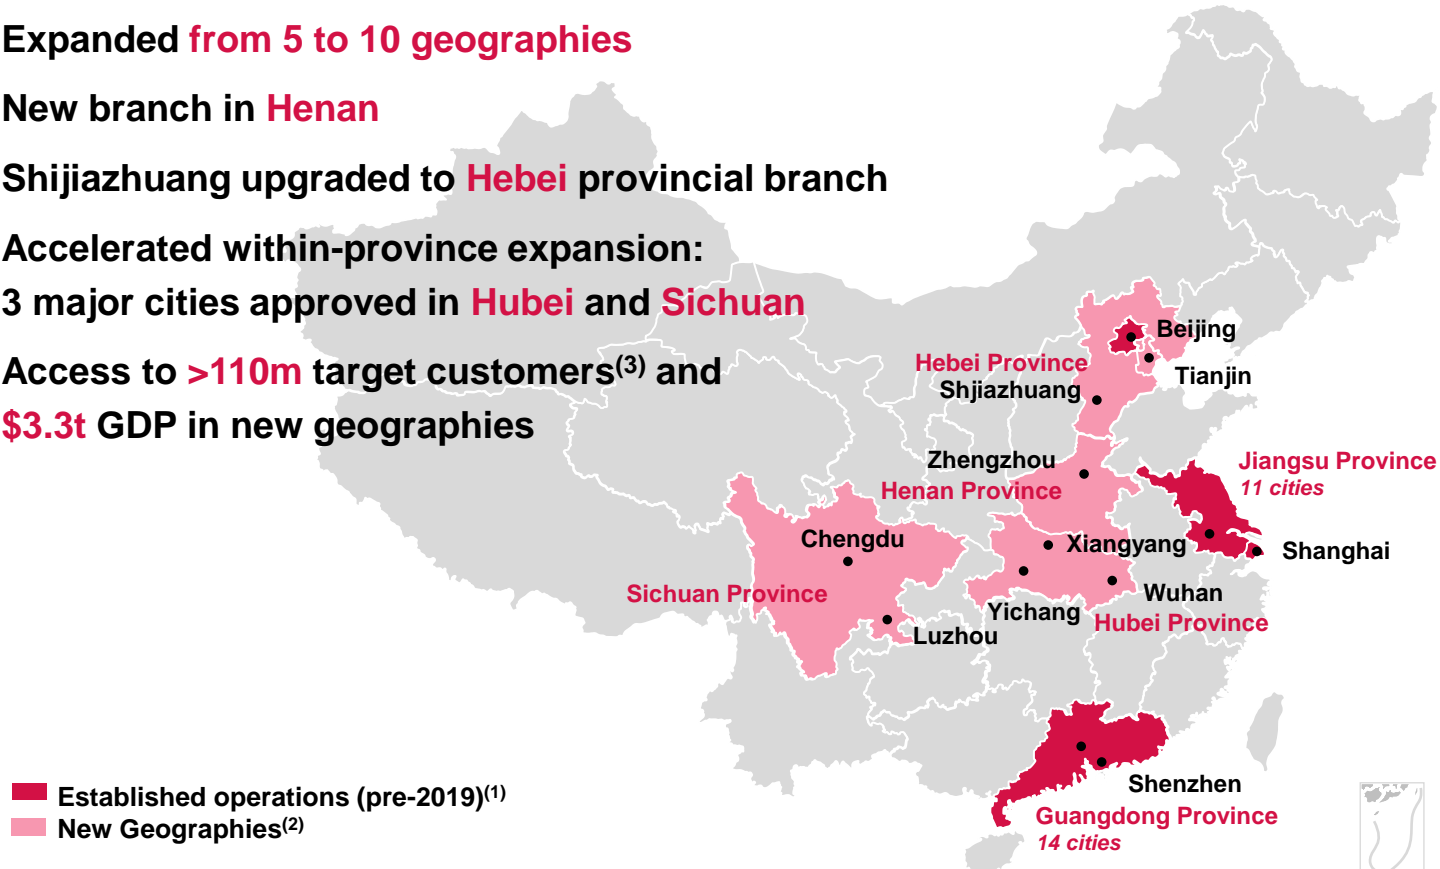 Expanded from 5 to 10 geographies
New branch in Henan
Shijiazhuang upgraded to Hebei provincial branch
Accelerated within-province expansion:
3 major cities approved in Hubei and Sichuan
Access to >110m target customers(3) and
$3.3t GDP in new geographies
Beijing
Hebei Province
Tianjin
Shjiazhuang
Zhengzhou
Henan Province
Jiangsu Province
11 cities
Chengdu
Xiangyang
Shanghai
Sichuan Province
Wuhan
Yichang
Hubei Province
Luzhou
Shenzhen
Guangdong Province
14 cities
Established operations (pre-2019)(1)
New Geographies(2)